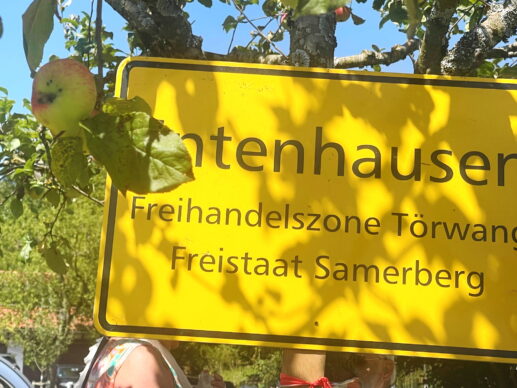 ntenhausen
Freihandelszone Törwang
Freistaat Samerberg